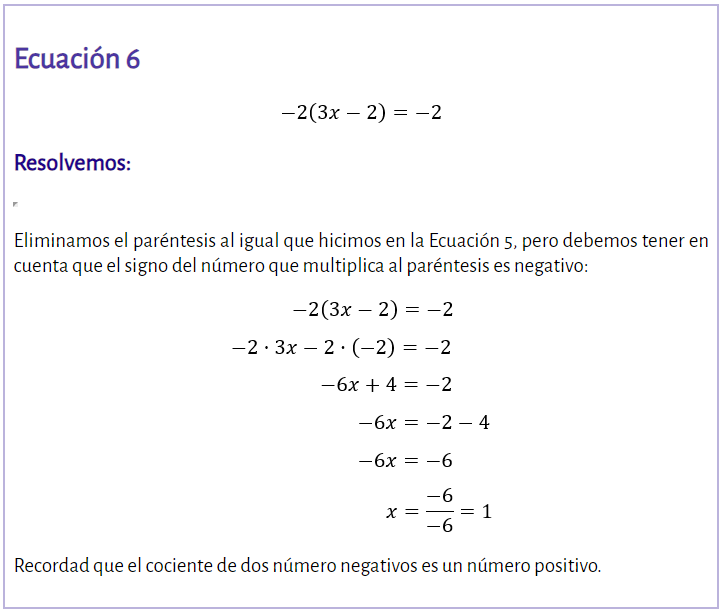 Ecuación 6
−2(3x − 2) = −2
Resolvemos:
Eliminamos el paréntesis al igual que hicimos en la Ecuación 5, pero debemos tener en
cuenta que el signo del número que multiplica al paréntesis es negativo:
−2(3x − 2) = −2
−2 · 3x − 2 · (−2) = −2
−6x + 4 = −2
−6x = −2 − 4
−6x = −6
x = −6/−6 = 1
Recordad que el cociente de dos número negativos es un número positivo.